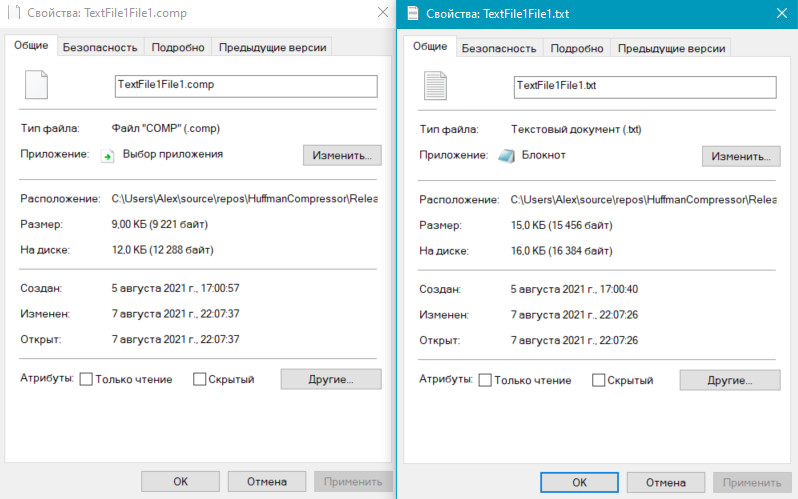 Свойства: TextFile1File1.comp
Общие
Безопасность
Подробно
Предыдущие версии
TextFile1File1.comp
Тип файла: Файл "COMP" (.comp)
Приложение: Выбор приложения
Изменить...
Расположение: C:\Users\Alex\source\repos\HuffmanCompressor\Relea
Размер: 9,00 КБ (9 221 байт)
На диске: 12,0 КБ (12 288 байт)
Создан: 5 августа 2021 г., 17:00:57
Изменен: 7 августа 2021 г., 22:07:37
Открыт: 7 августа 2021 г., 22:07:37
Атрибуты: Только чтение Скрытый Другие...
OK Отмена Применить
Свойства: TextFile1File1.txt
Общие
Безопасность
Подробно
Предыдущие версии
TextFile1File1.txt
Тип файла: Текстовый документ (.txt)
Приложение: Блокнот
Изменить...
Расположение: C:\Users\Alex\source\repos\HuffmanCompressor\Relea
Размер: 15,0 КБ (15 456 байт)
На диске: 16,0 КБ (16 384 байт)
Создан: 5 августа 2021 г., 17:00:40
Изменен: 7 августа 2021 г., 22:07:26
Открыт: 7 августа 2021 г., 22:07:26
Атрибуты: Только чтение Скрытый Другие...
OK Отмена Применить